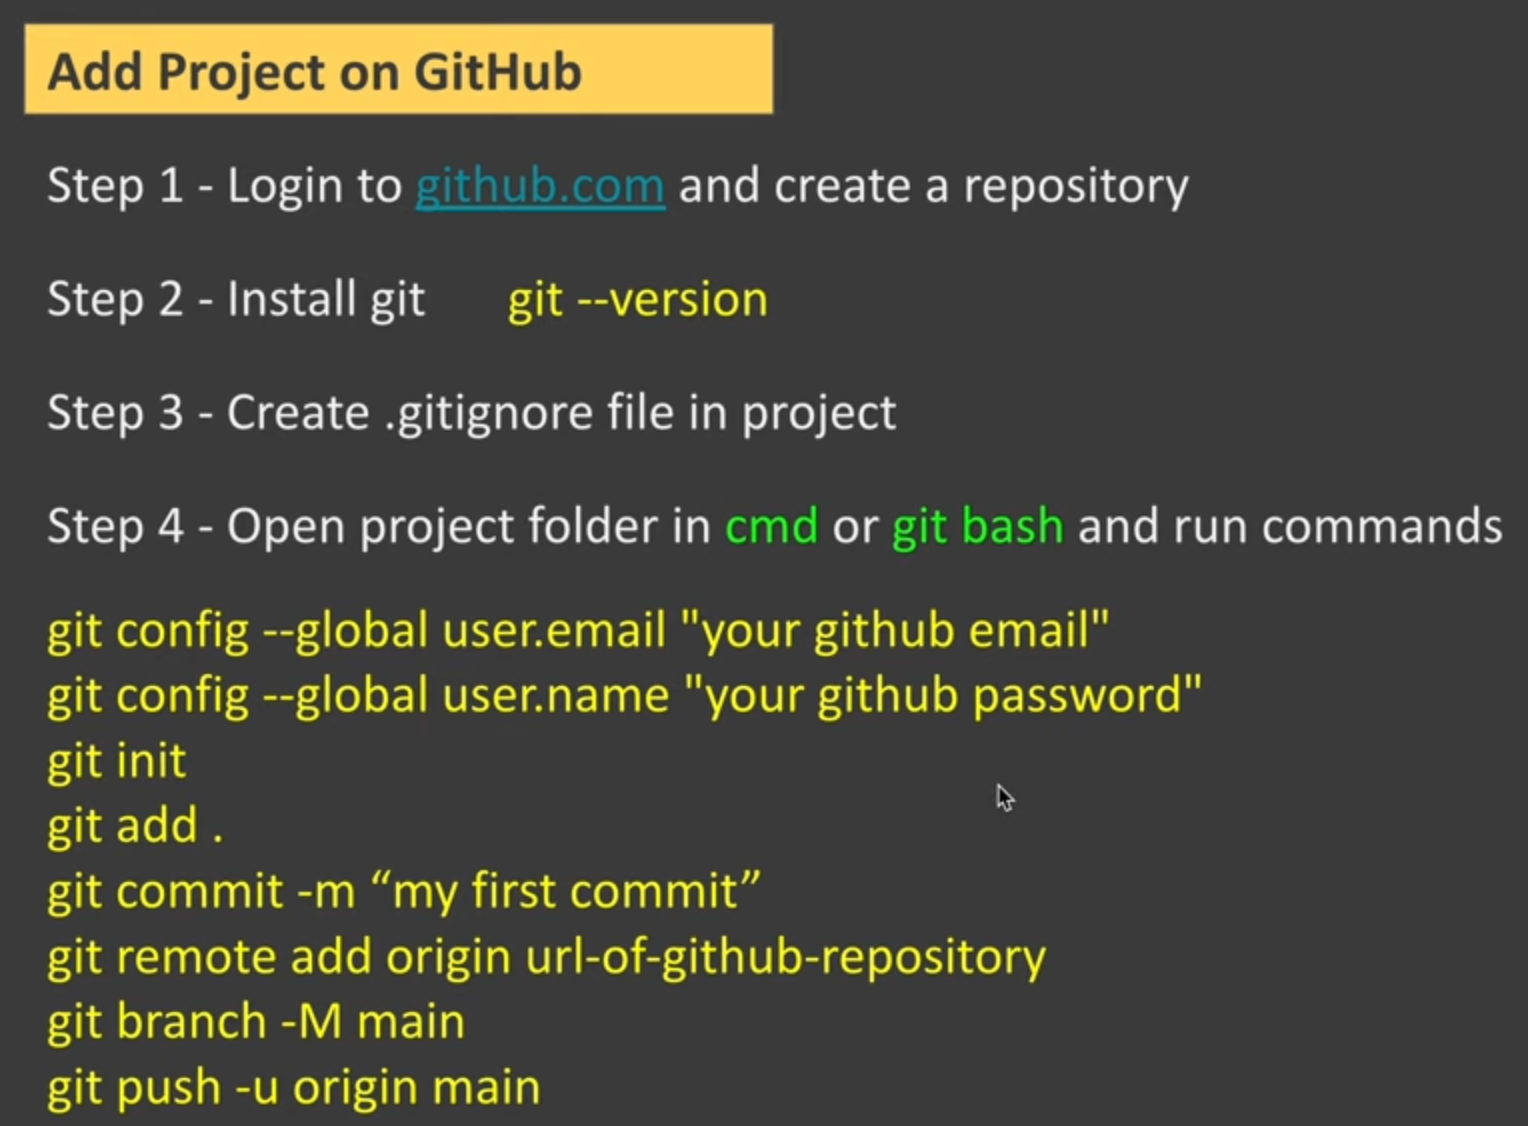 Add Project on GitHub
Step 1 - Login to github.com and create a repository
Step 2 - Install git git --version
Step 3 - Create .gitignore file in project
Step 4 - Open project folder in cmd or git bash and run commands
git config --global user.email "your github email"
git config --global user.name "your github password"
git init
git add .
git commit -m “my first commit”
git remote add origin url-of-github-repository
git branch -M main
git push -u origin main